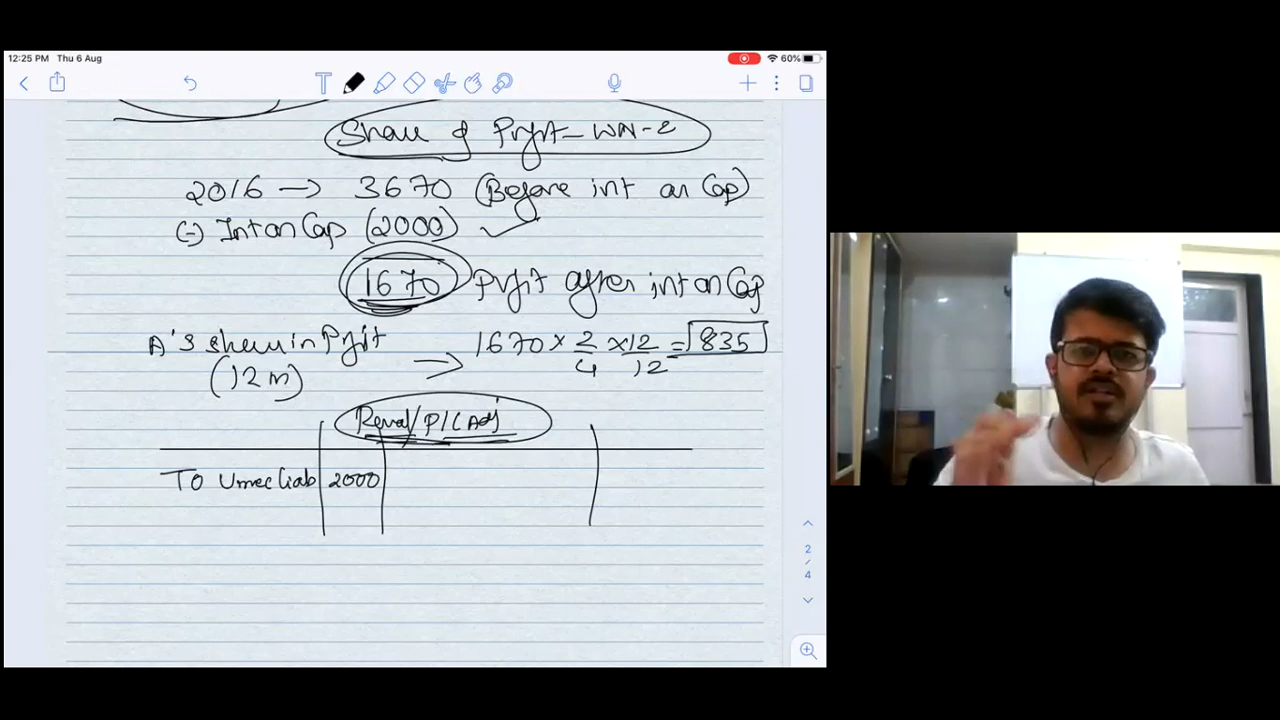 12:25 PM Thu 6 Aug
60%
Share of Profit - WN-2
2016 → 3670 (Before int on Cap)
(-) Int on Cap (2000) ✓
1670 Profit after int on Cap
A's share in Profit → 1670 × 2/4 × 12/12 = 835
(12m)
Reval/P/L Adj
To Unrec Liab 2000
2
4